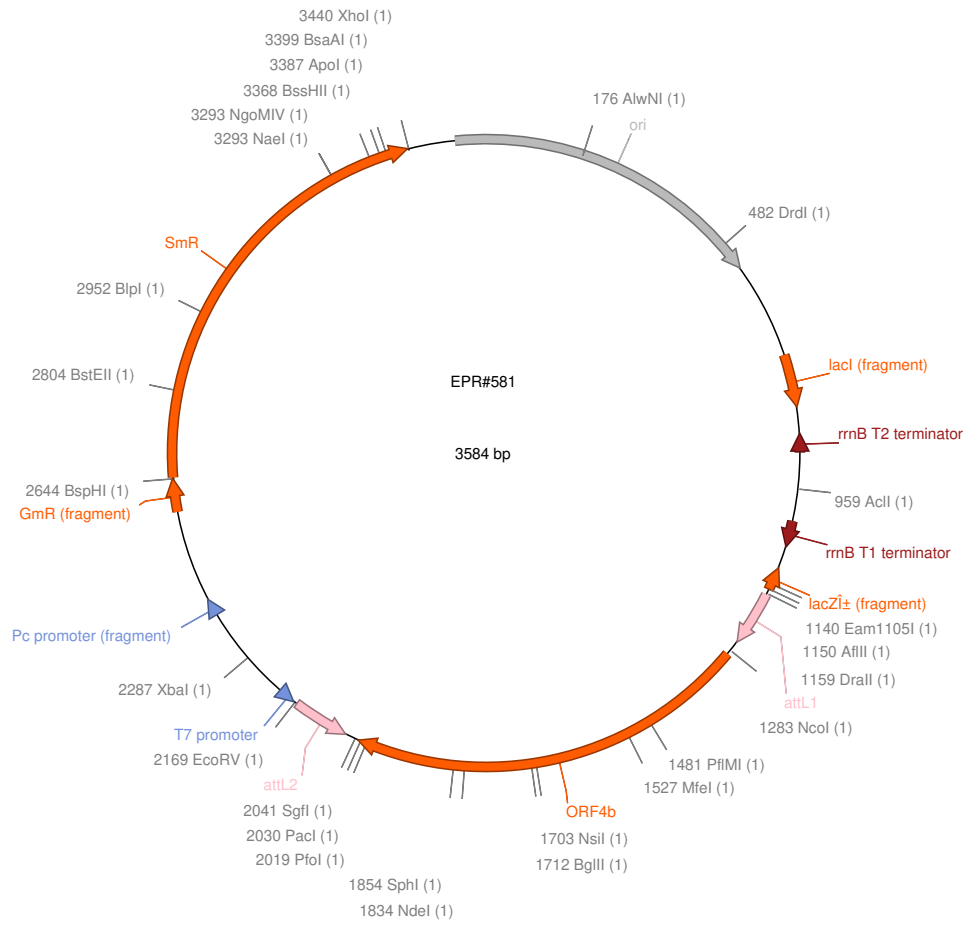 3440 XhoI (1)
3399 BsaAI (1)
3387 ApoI (1)
3368 BssHII (1)
3293 NgoMIV (1)
3293 NaeI (1)
176 AlwNI (1)
ori
482 DrdI (1)
SmR
2952 BlpI (1)
2804 BstEII (1)
EPR#581
3584 bp
lacI (fragment)
rrnB T2 terminator
2644 BspHI (1)
GmR (fragment)
959 AclI (1)
rrnB T1 terminator
lacZÎ± (fragment)
1140 Eam1105I (1)
1150 AflII (1)
1159 DraII (1)
attL1
1283 NcoI (1)
Pc promoter (fragment)
2287 XbaI (1)
T7 promoter
2169 EcoRV (1)
attL2
2041 SgfI (1)
2030 PacI (1)
2019 PfoI (1)
1854 SphI (1)
1834 NdeI (1)
1481 PflMI (1)
1527 MfeI (1)
ORF4b
1703 NsiI (1)
1712 BglII (1)